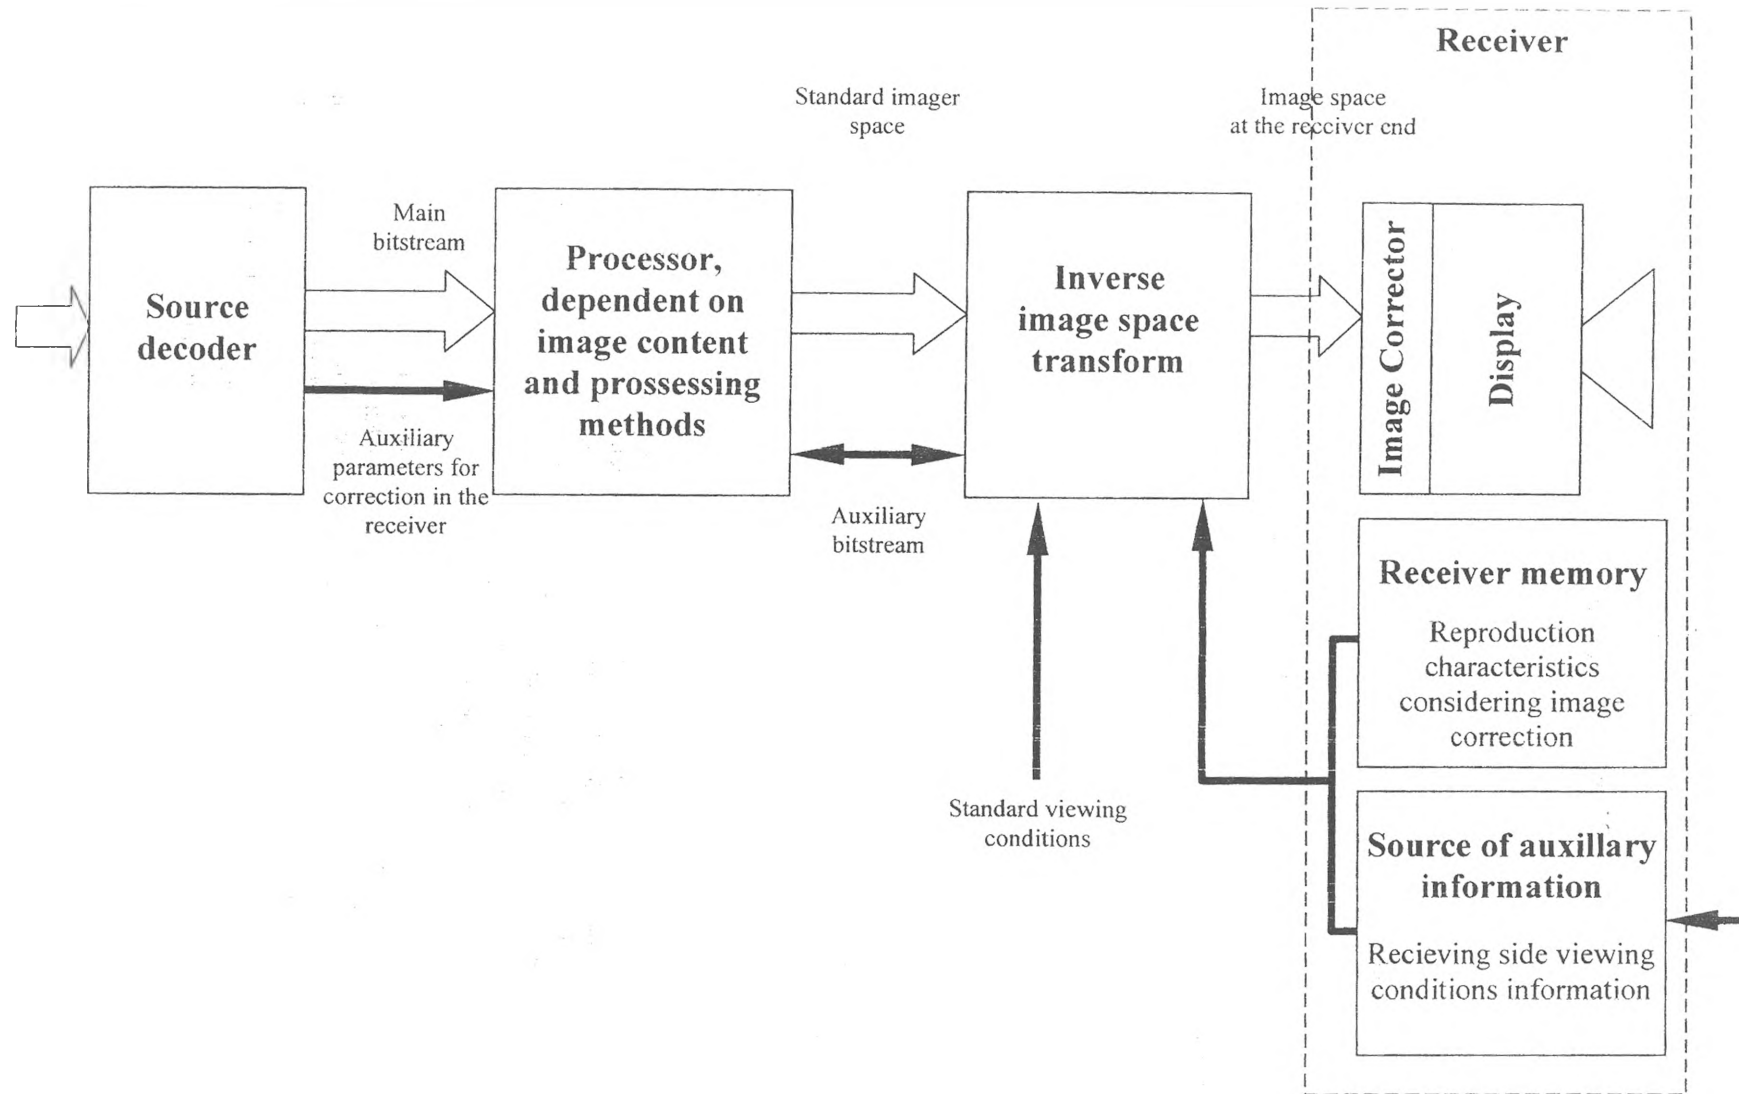 Receiver
Standard imager
space
Image space
at the receiver end
Main
bitstream
Source
decoder
Processor,
dependent on
image content
and prossessing
methods
Inverse
image space
transform
Image Corrector
Display
Auxiliary
parameters for
correction in the
receiver
Auxiliary
bitstream
Standard viewing
conditions
Receiver memory
Reproduction
characteristics
considering image
correction
Source of auxillary
information
Recieving side viewing
conditions information